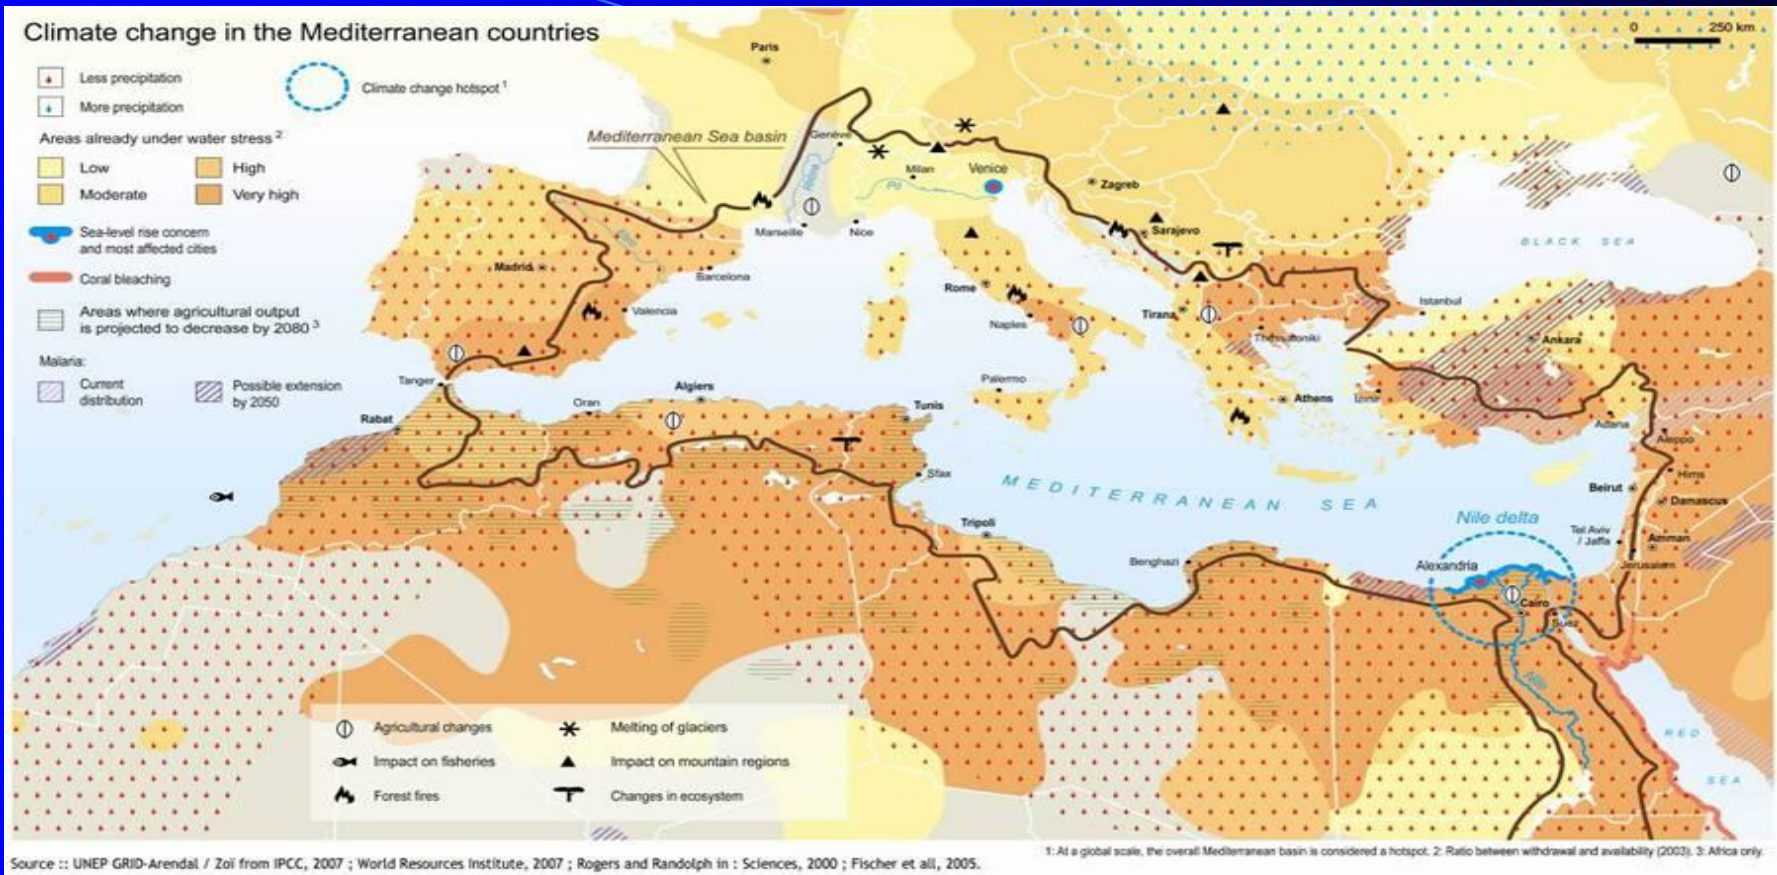 Climate change in the Mediterranean countries
Less precipitation
More precipitation
Climate change hotspot 1
Areas already under water stress 2
Low
High
Moderate
Very high
Sea-level rise concern
and most affected cities
Coral bleaching
Areas where agricultural output
is projected to decrease by 2080 3
Malaria:
Current
distribution
Possible extension
by 2050
0 250 km
Paris
Mediterranean Sea basin
Genève
Rhône
Milan
Venice
Po
Zagreb
Marseille
Nice
Sarajevo
BLACK SEA
Madrid
Barcelona
Rome
Valencia
Naples
Tirana
Istanbul
Thessaloniki
Ankara
Tanger
Algiers
Palermo
Oran
Tunis
Athens
Izmir
Rabat
Adana
Aleppo
Sfax
Hims
MEDITERRANEAN SEA
Beirut
Damascus
Nile delta
Tripoli
Tel Aviv
/ Jaffa
Amman
Benghazi
Alexandria
Jerusalem
Cairo
Suez
Nile
RED
SEA
Agricultural changes
Melting of glaciers
Impact on fisheries
Impact on mountain regions
Forest fires
Changes in ecosystem
Source :: UNEP GRID-Arendal / Zoï from IPCC, 2007 ; World Resources Institute, 2007 ; Rogers and Randolph in : Sciences, 2000 ; Fischer et all, 2005.
1: At a global scale, the overall Mediterranean basin is considered a hotspot. 2: Ratio between withdrawal and availability (2003). 3: Africa only.